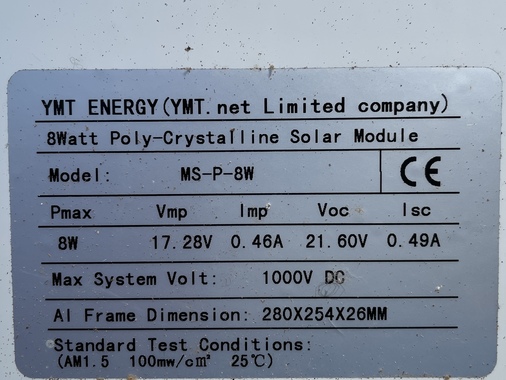 YMT ENERGY(YMT.net Limited company)
8Watt Poly-Crystalline Solar Module
Model: MS-P-8W CE
Pmax Vmp Imp Voc Isc
8W 17.28V 0.46A 21.60V 0.49A
Max System Volt: 1000V DC
Al Frame Dimension: 280X254X26MM
Standard Test Conditions:
(AM1.5 100mw/cm² 25℃)